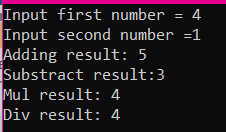 Input first number = 4
Input second number =1
Adding result: 5
Substract result:3
Mul result: 4
Div result: 4